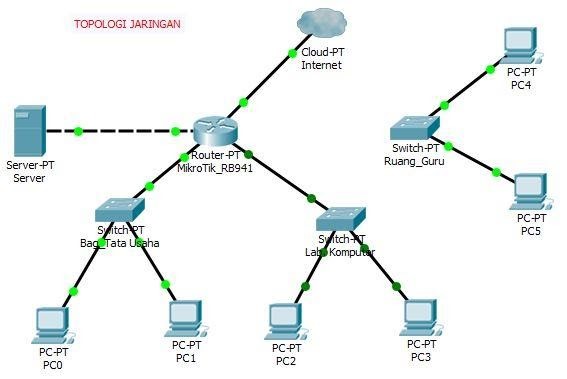 TOPOLOGI JARINGAN
Cloud-PT
Internet
PC-PT
PC4
Server-PT
Server
Router-PT
MikroTik_RB941
Switch-PT
Ruang_Guru
PC-PT
PC5
Switch-PT
Bag_Tata Usaha
Switch-PT
Lab_Komputer
PC-PT
PC0
PC-PT
PC1
PC-PT
PC2
PC-PT
PC3